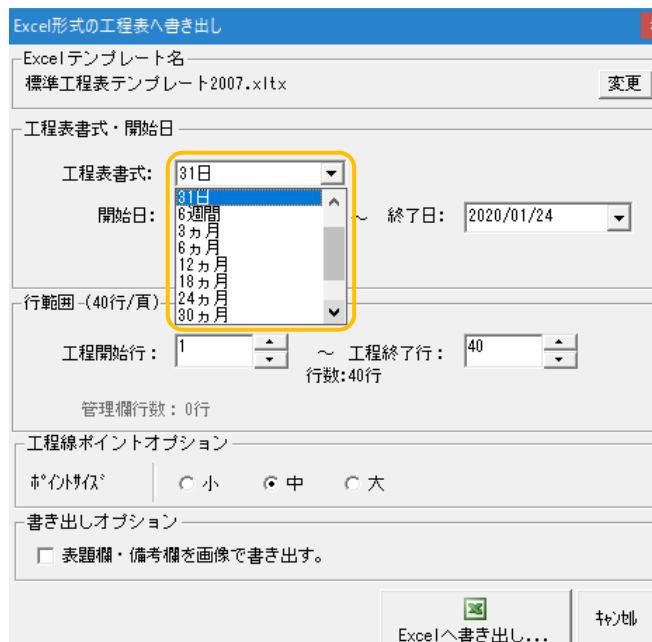 Excel形式の工程表へ書き出し
Excelテンプレート名
標準工程表テンプレート2007.xltx
変更
工程表書式・開始日
工程表書式: 31日
31日
6週間
3ヵ月
6ヵ月
12ヵ月
18ヵ月
24ヵ月
30ヵ月
開始日: ～ 終了日: 2020/01/24
行範囲-(40行/頁)
工程開始行: 1 ～ 工程終了行: 40
行数:40行
管理欄行数: 0行
工程線ポイントオプション
ﾎﾟｲﾝﾄｻｲｽﾞ 小 中 大
書き出しオプション
表題欄・備考欄を画像で書き出す。
Excelへ書き出し...
ｷｬﾝｾﾙ